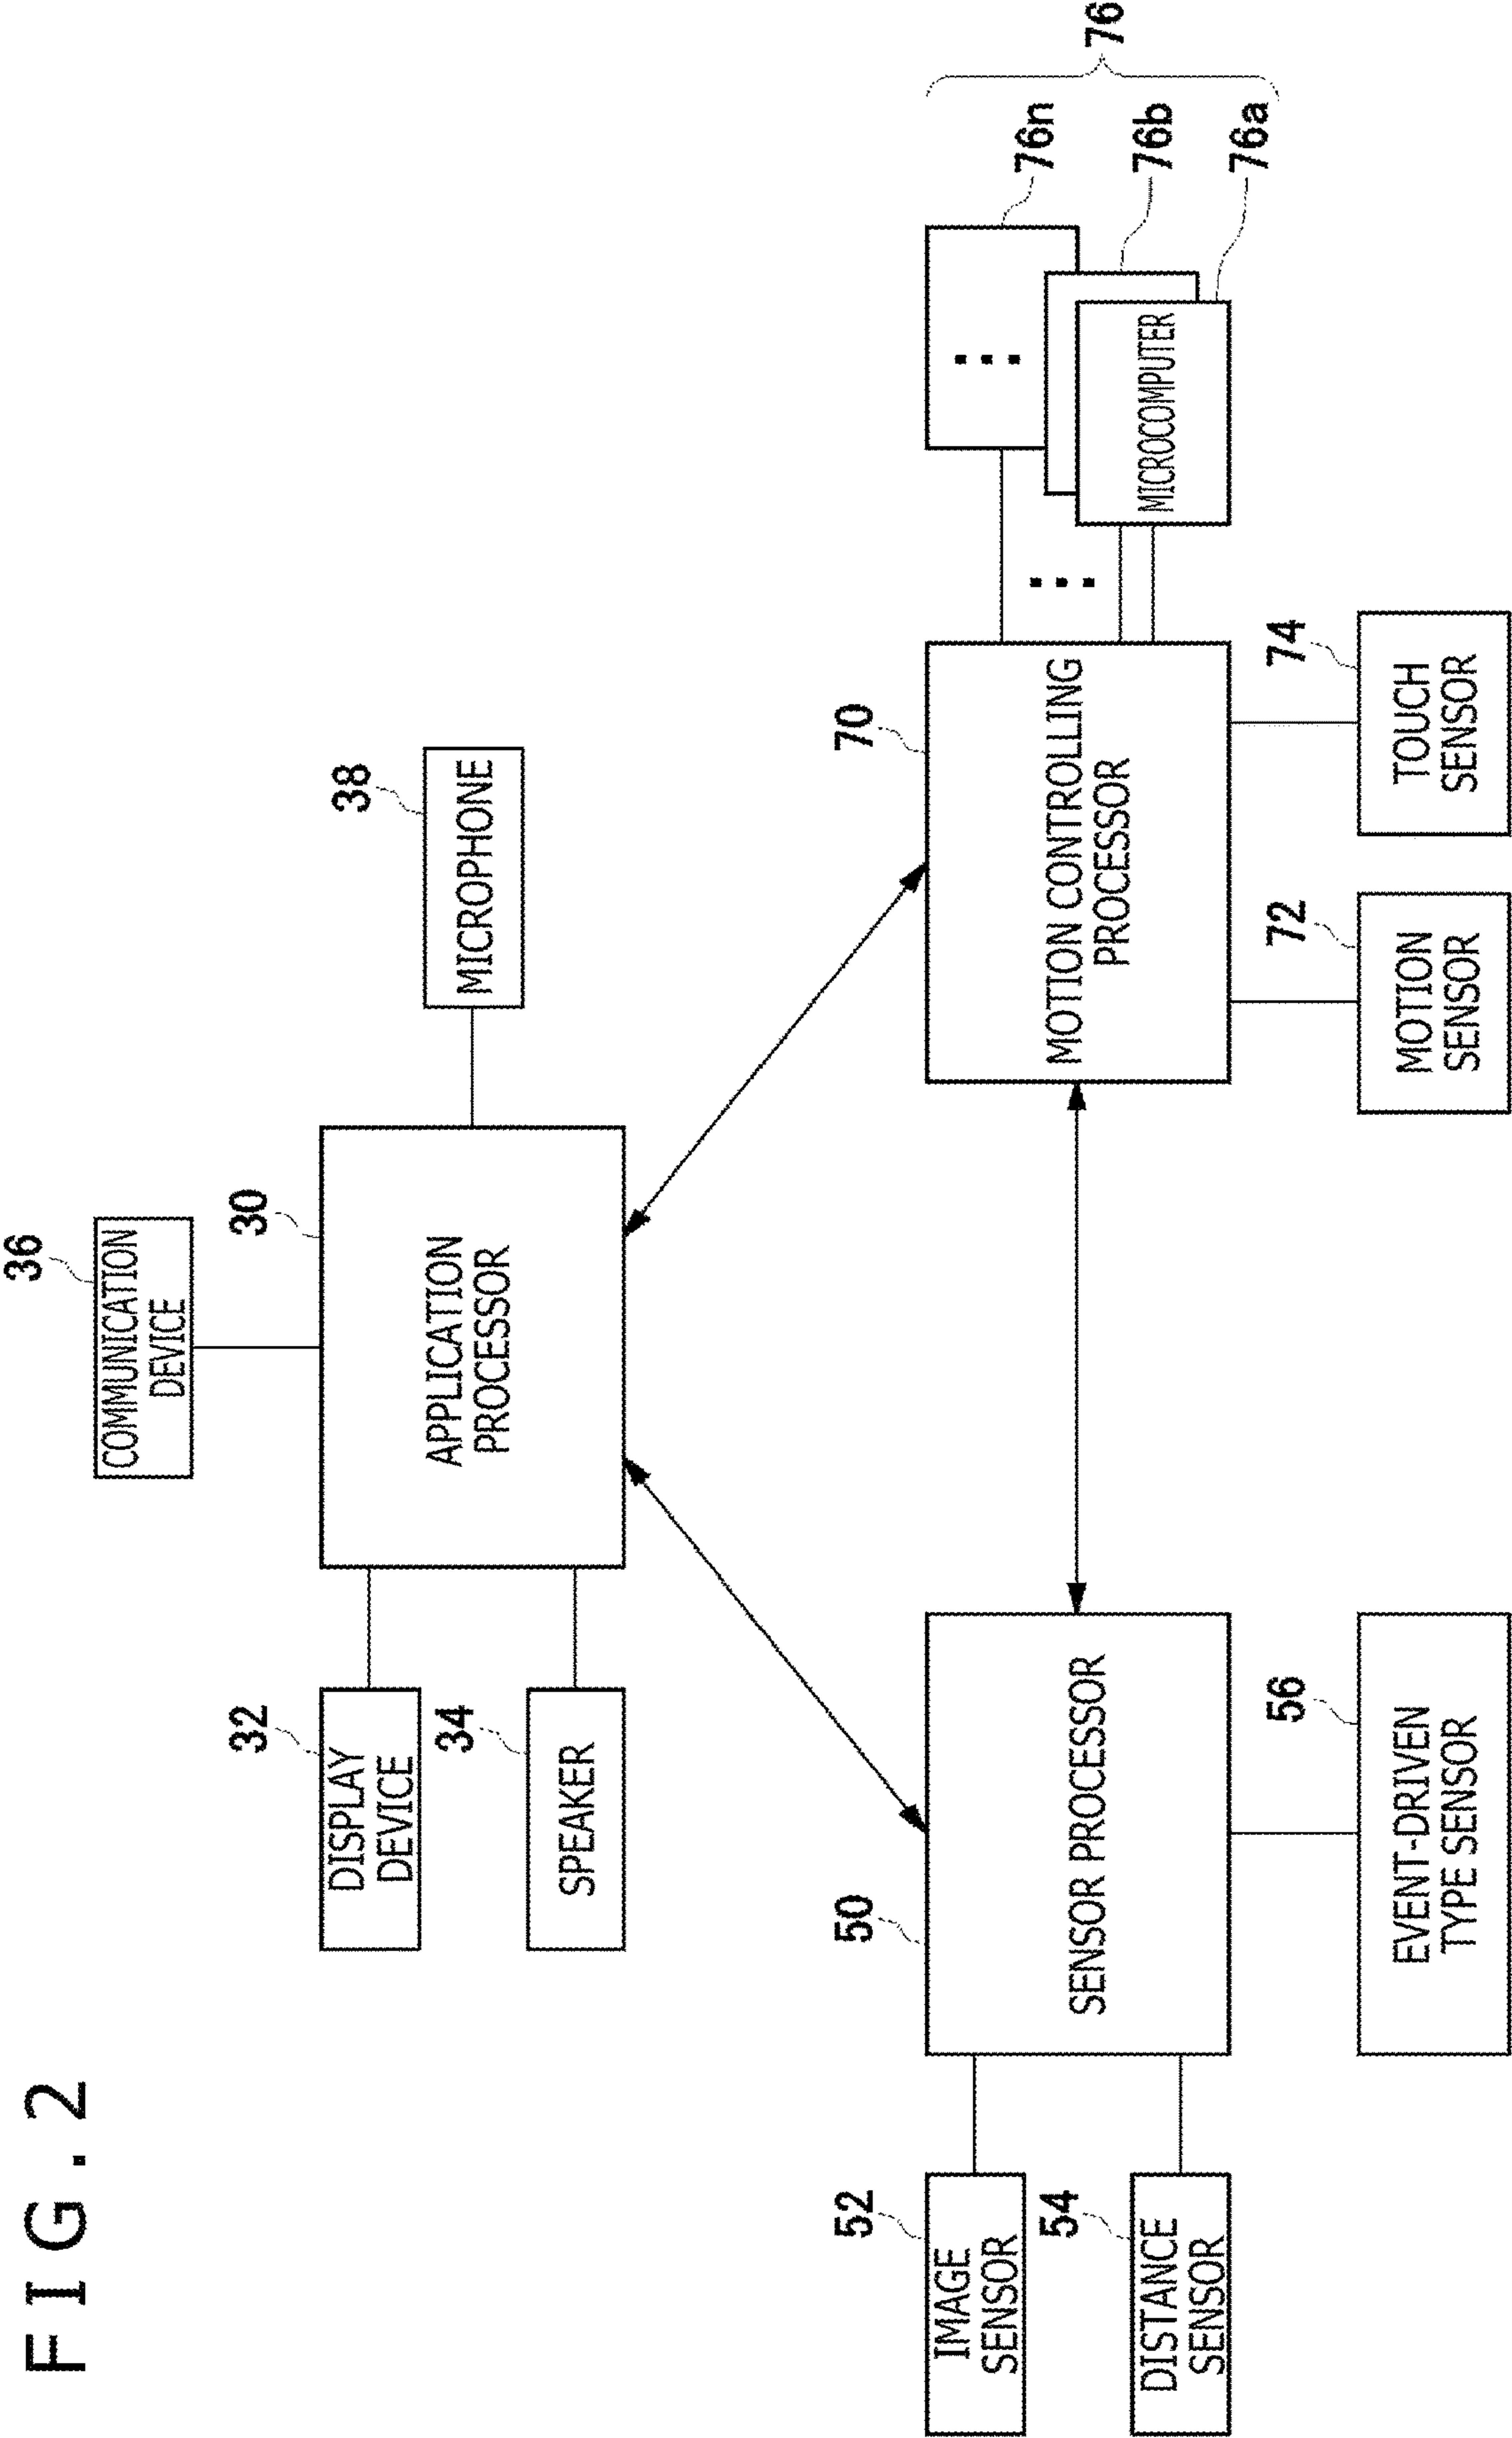 FIG.2
36
COMMUNICATION
DEVICE
30
APPLICATION
PROCESSOR
32
DISPLAY
DEVICE
34
SPEAKER
38
MICROPHONE
50
SENSOR PROCESSOR
52
IMAGE
SENSOR
54
DISTANCE
SENSOR
56
EVENT-DRIVEN
TYPE SENSOR
70
MOTION CONTROLLING
PROCESSOR
72
MOTION
SENSOR
74
TOUCH
SENSOR
76
76n
76b
76a
MICROCOMPUTER